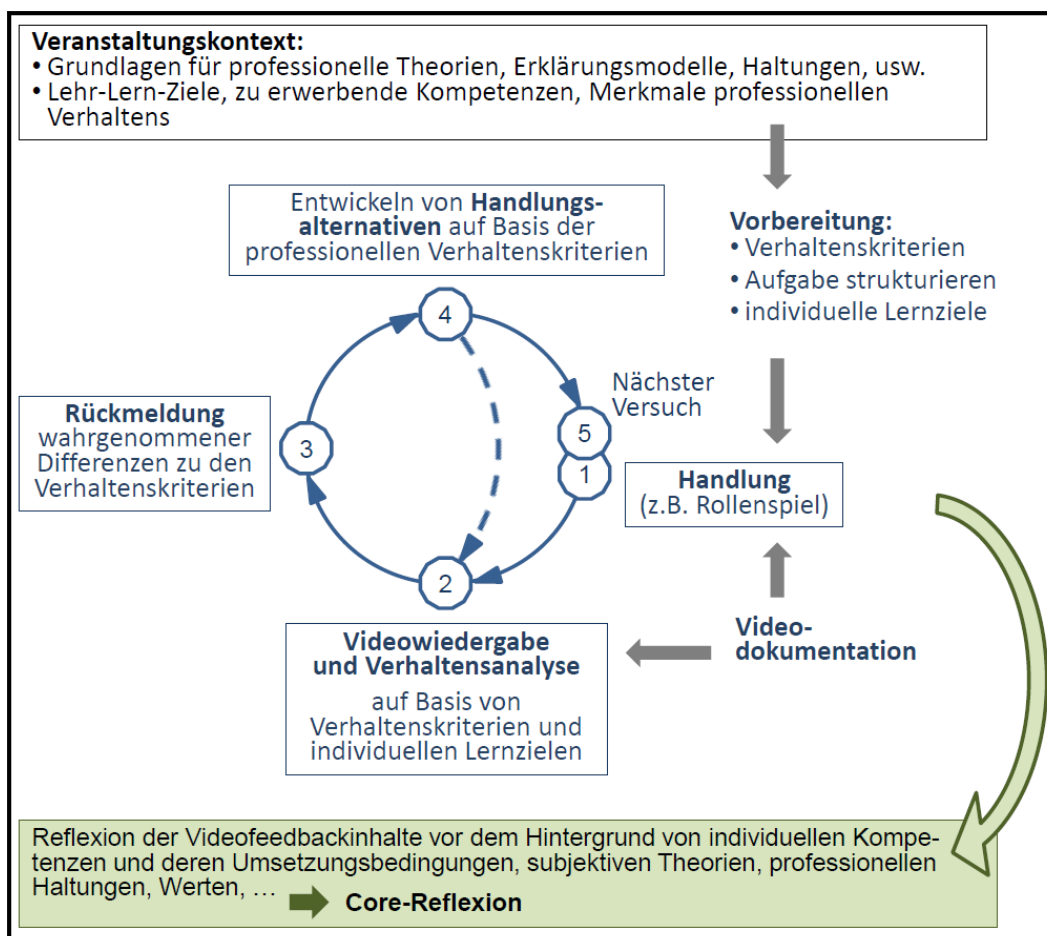 Veranstaltungskontext:
• Grundlagen für professionelle Theorien, Erklärungsmodelle, Haltungen, usw.
• Lehr-Lern-Ziele, zu erwerbende Kompetenzen, Merkmale professionellen
Verhaltens
Entwickeln von Handlungs-
alternativen auf Basis der
professionellen Verhaltenskriterien
Vorbereitung:
• Verhaltenskriterien
• Aufgabe strukturieren
• individuelle Lernziele
4
Nächster
Versuch
Rückmeldung
wahrgenommener
Differenzen zu den
Verhaltenskriterien
3
5
1
Handlung
(z.B. Rollenspiel)
2
Videowiedergabe
und Verhaltensanalyse
auf Basis von
Verhaltenskriterien und
individuellen Lernzielen
Video-
dokumentation
Reflexion der Videofeedbackinhalte vor dem Hintergrund von individuellen Kompe-
tenzen und deren Umsetzungsbedingungen, subjektiven Theorien, professionellen
Haltungen, Werten, …
Core-Reflexion